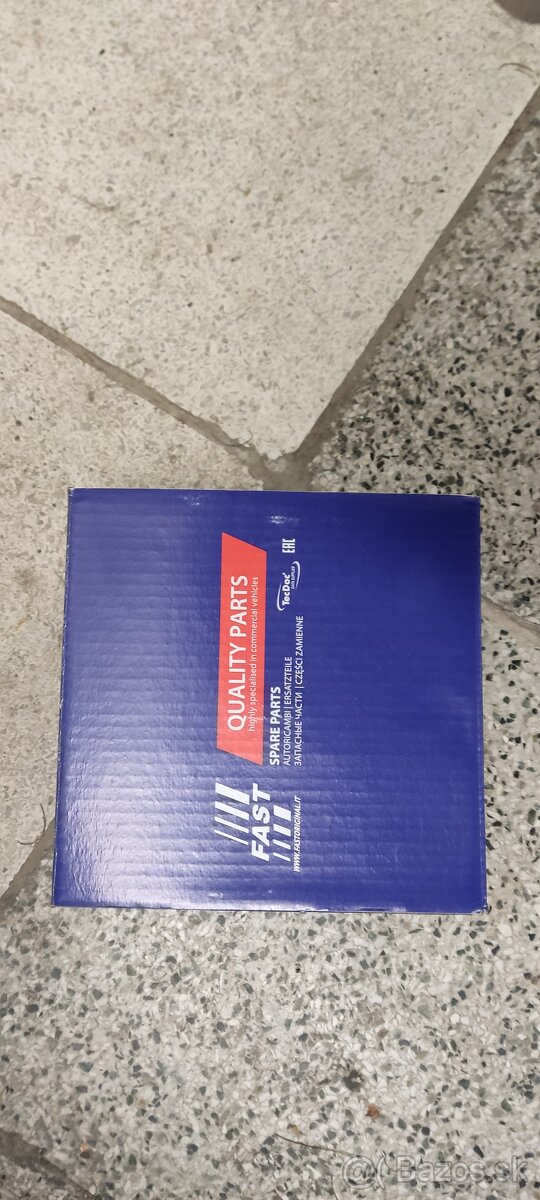 FAST
WWW.FASTORIGINAL.IT
QUALITY PARTS
highly specialised in commercial vehicles
SPARE PARTS
AUTORICAMBI | ERSATZTEILE
ЗАПАСНЫЕ ЧАСТИ | CZĘŚCI ZAMIENNE
TecDoc
EAC
Bazos.sk